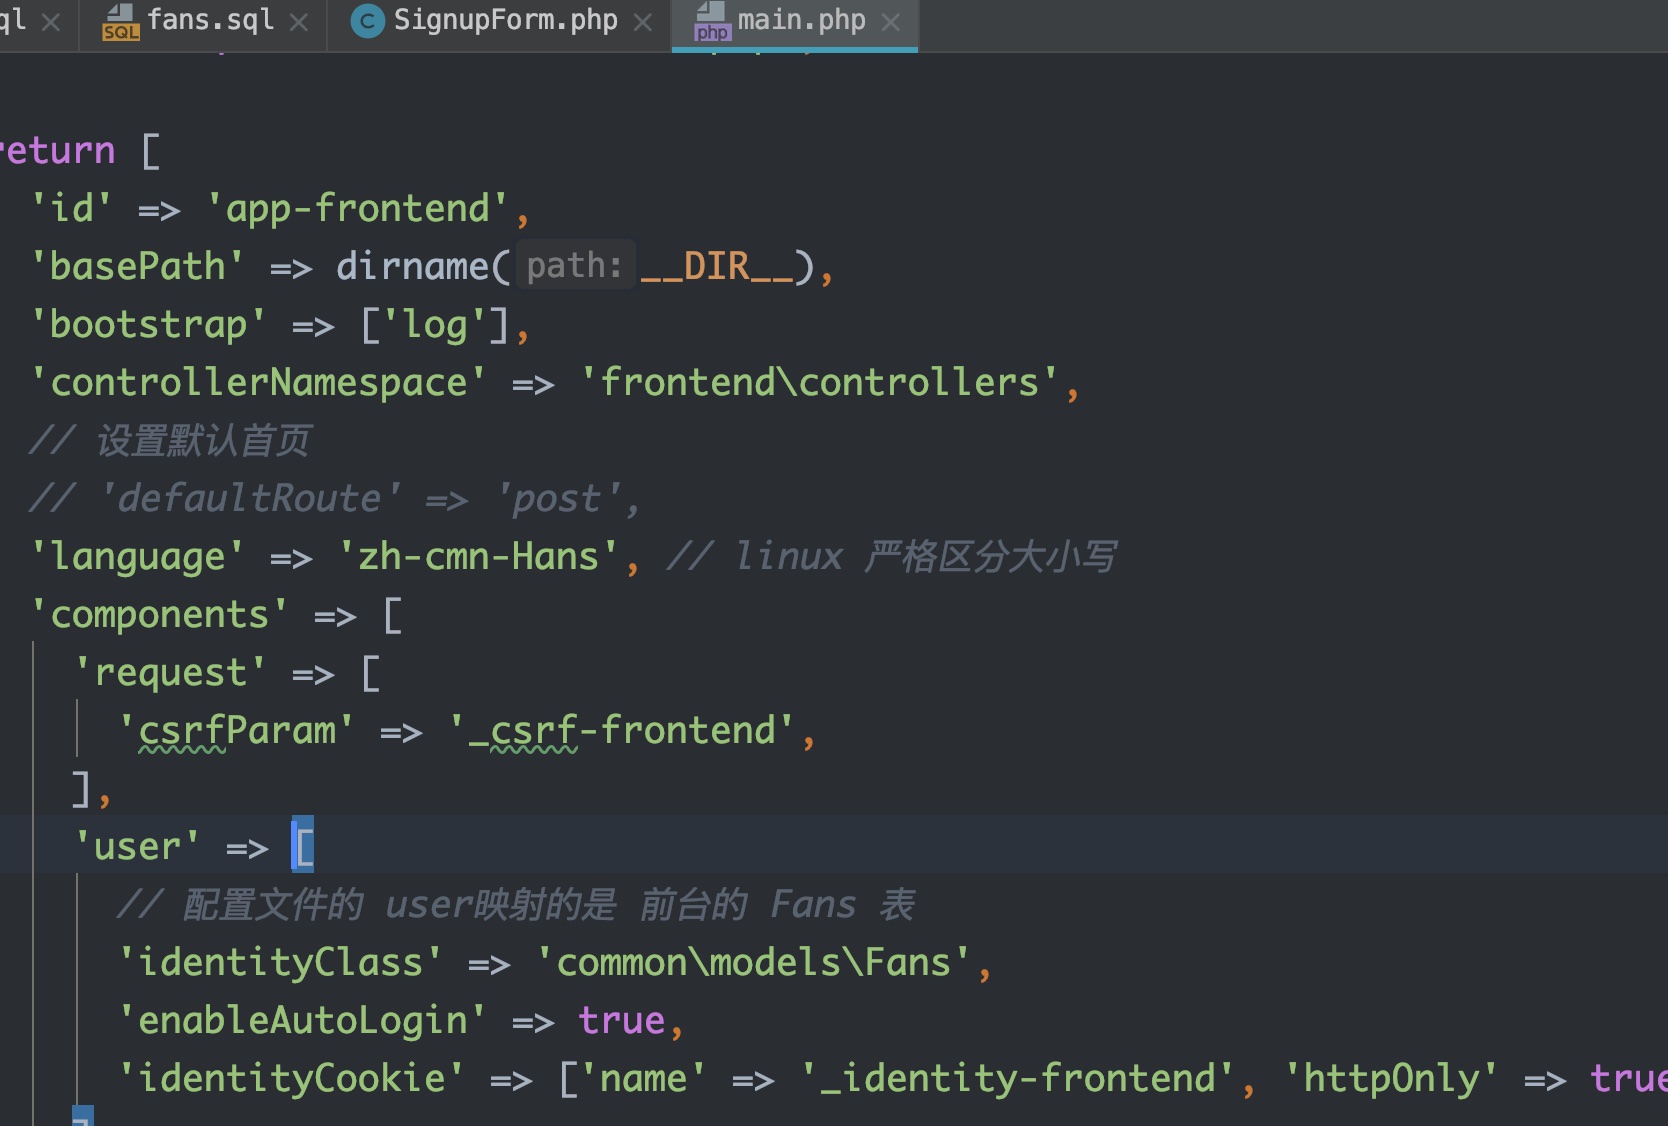 ql × SQL fans.sql × C SignupForm.php × php main.php ×
return [
'id' => 'app-frontend',
'basePath' => dirname( path: __DIR__),
'bootstrap' => ['log'],
'controllerNamespace' => 'frontend\controllers',
// 设置默认首页
// 'defaultRoute' => 'post',
'language' => 'zh-cmn-Hans', // linux 严格区分大小写
'components' => [
'request' => [
'csrfParam' => '_csrf-frontend',
],
'user' => [
// 配置文件的 user映射的是 前台的 Fans 表
'identityClass' => 'common\models\Fans',
'enableAutoLogin' => true,
'identityCookie' => ['name' => '_identity-frontend', 'httpOnly' => true